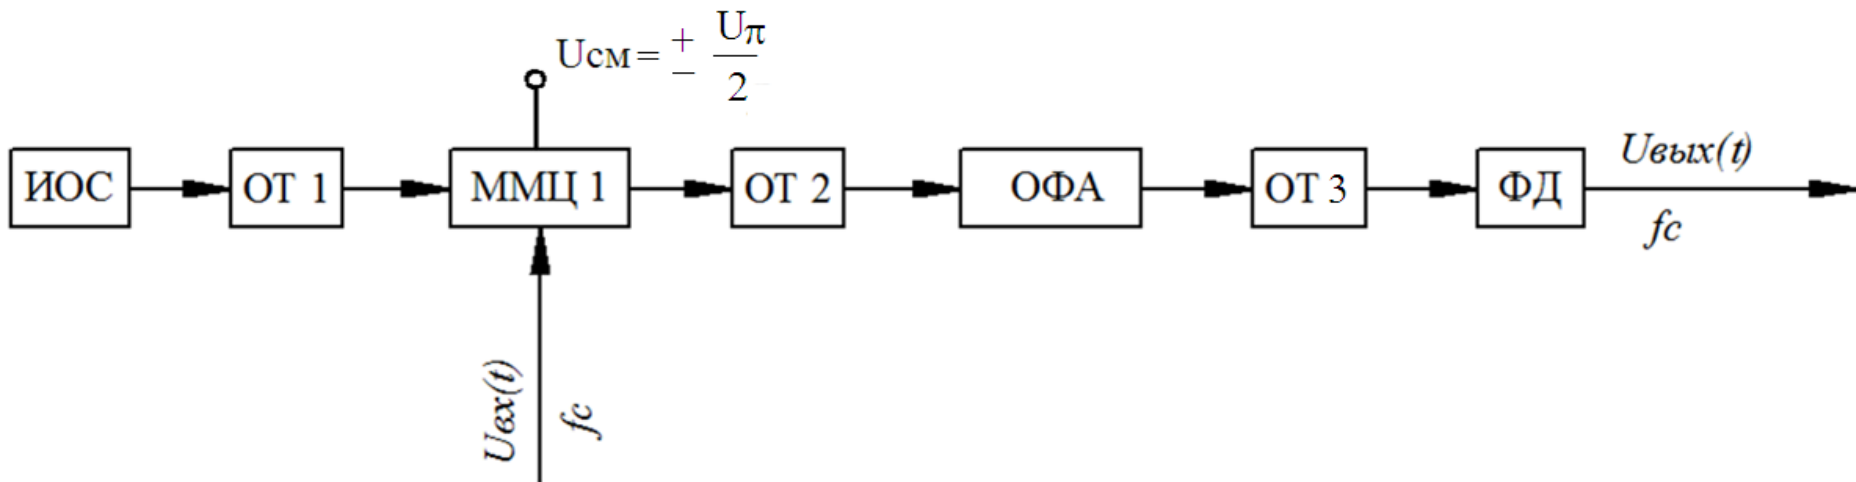 Uсм = ± Uπ
2
ИОС
ОТ 1
ММЦ 1
ОТ 2
ОФА
ОТ 3
ФД
Uвых(t)
fc
Uвх(t)
fc